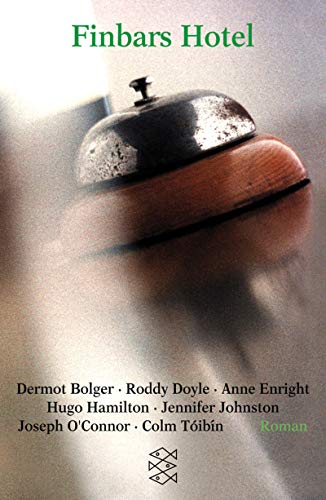 Finbars Hotel
Dermot Bolger · Roddy Doyle · Anne Enright
Hugo Hamilton · Jennifer Johnston
Joseph O'Connor · Colm Tóibín Roman